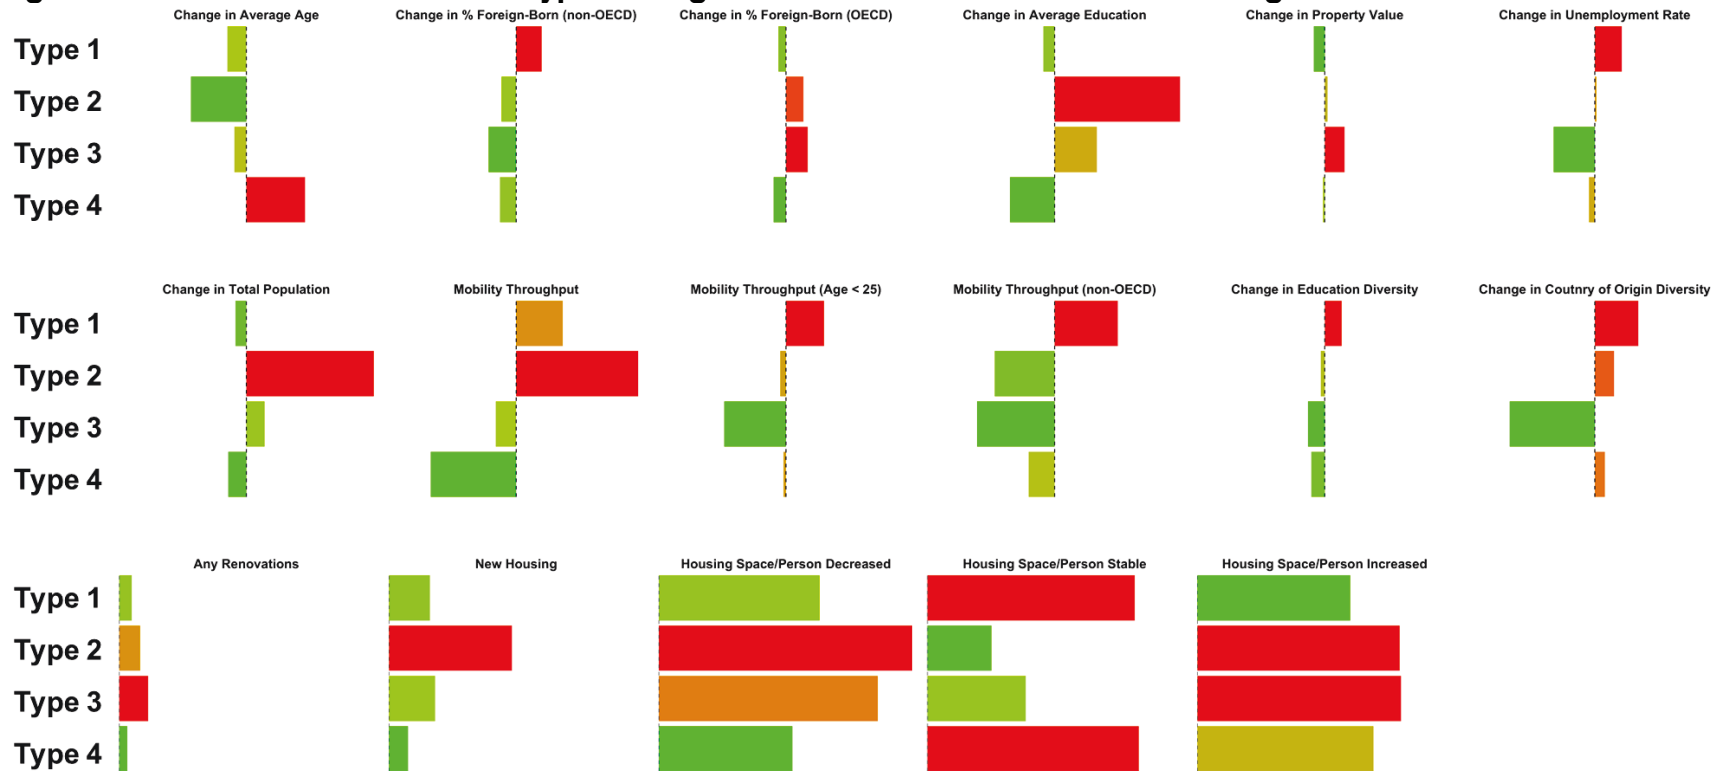 Change in Average Age Change in % Foreign-Born (non-OECD) Change in % Foreign-Born (OECD) Change in Average Education Change in Property Value Change in Unemployment Rate
Type 1
Type 2
Type 3
Type 4
Change in Total Population Mobility Throughput Mobility Throughput (Age < 25) Mobility Throughput (non-OECD) Change in Education Diversity Change in Coutnry of Origin Diversity
Type 1
Type 2
Type 3
Type 4
Any Renovations New Housing Housing Space/Person Decreased Housing Space/Person Stable Housing Space/Person Increased
Type 1
Type 2
Type 3
Type 4